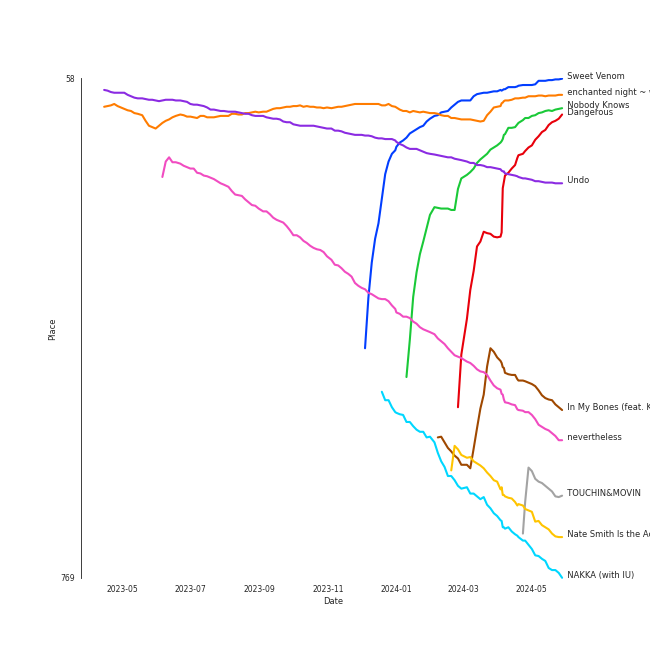 58
Sweet Venom
enchanted night ~
Nobody Knows
Dangerous
Undo
Place
In My Bones (feat. K
nevertheless
TOUCHIN&MOVIN
Nate Smith Is the
NAKKA (with IU)
769
2023-05 2023-07 2023-09 2023-11 2024-01 2024-03 2024-05
Date